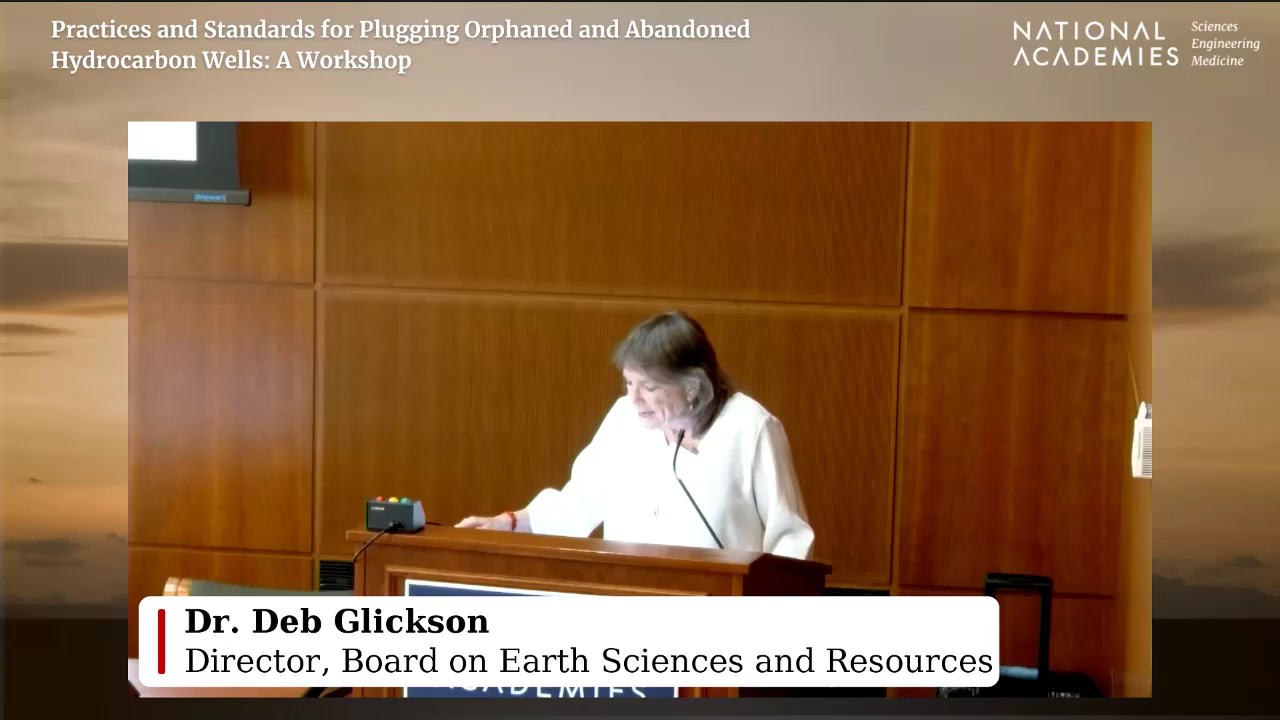 Practices and Standards for Plugging Orphaned and Abandoned
Hydrocarbon Wells: A Workshop
NATIONAL
ACADEMIES
Sciences
Engineering
Medicine
Dr. Deb Glickson
Director, Board on Earth Sciences and Resources
ACADEMIES